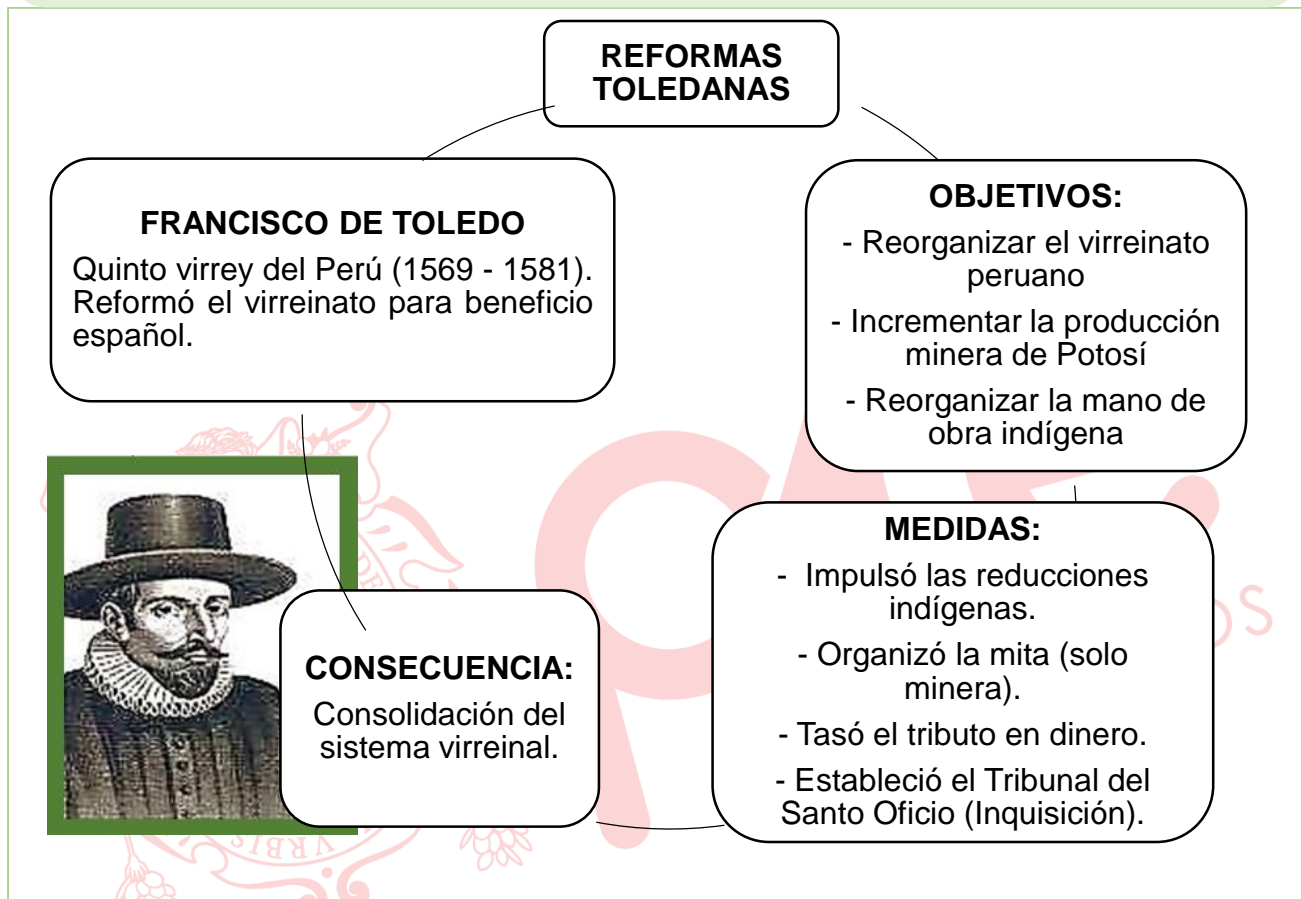 REFORMAS
TOLEDANAS
FRANCISCO DE TOLEDO
Quinto virrey del Perú (1569 - 1581).
Reformó el virreinato para beneficio
español.
OBJETIVOS:
- Reorganizar el virreinato
peruano
- Incrementar la producción
minera de Potosí
- Reorganizar la mano de
obra indígena
MEDIDAS:
- Impulsó las reducciones
indígenas.
- Organizó la mita (solo
minera).
- Tasó el tributo en dinero.
- Estableció el Tribunal del
Santo Oficio (Inquisición).
CONSECUENCIA:
Consolidación del
sistema virreinal.